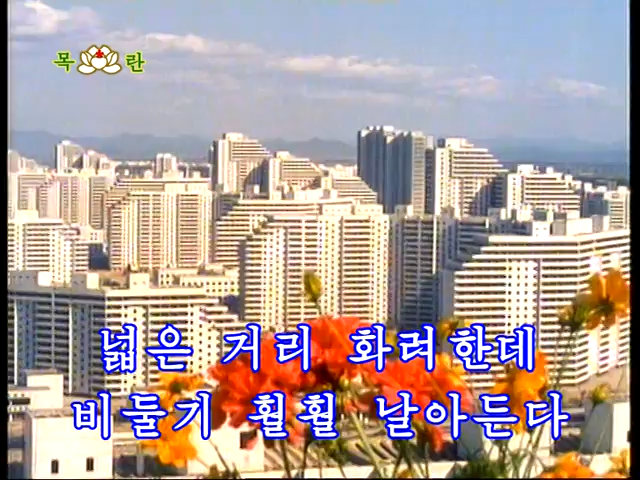 목란
넓은 거리 화려한데
비둘기 훨훨 날아든다